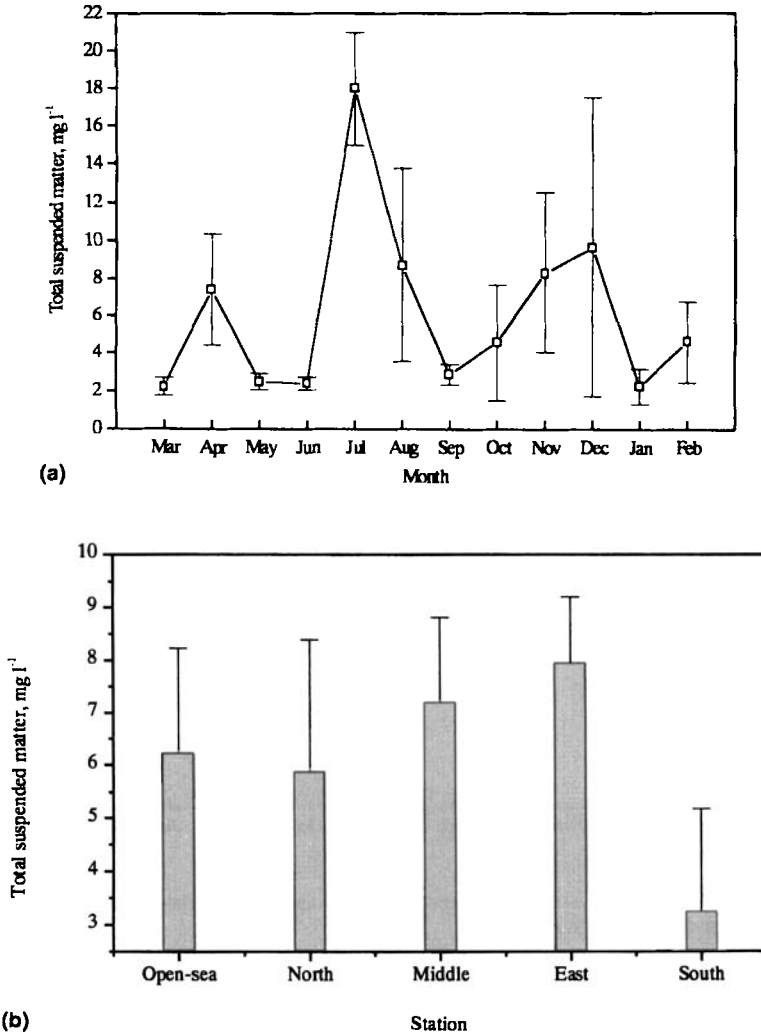 22
20
18
16
14
12
10
8
6
4
2
0
Total suspended matter, mg l⁻¹
Mar Apr May Jun Jul Aug Sep Oct Nov Dec Jan Feb
(a)
Month
10
9
8
7
6
5
4
3
Total suspended matter, mg l⁻¹
Open-sea North Middle East South
(b)
Station